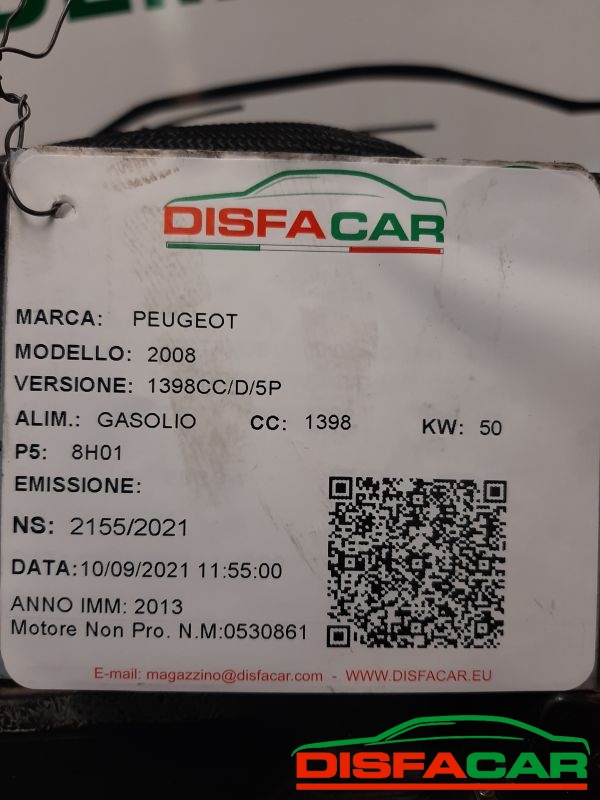 DISFACAR
MARCA: PEUGEOT
MODELLO: 2008
VERSIONE: 1398CC/D/5P
ALIM.: GASOLIO CC: 1398 KW: 50
P5: 8H01
EMISSIONE:
NS: 2155/2021
DATA:10/09/2021 11:55:00
ANNO IMM: 2013
Motore Non Pro. N.M:0530861
E-mail: magazzino@disfacar.com - WWW.DISFACAR.EU
DISFACAR